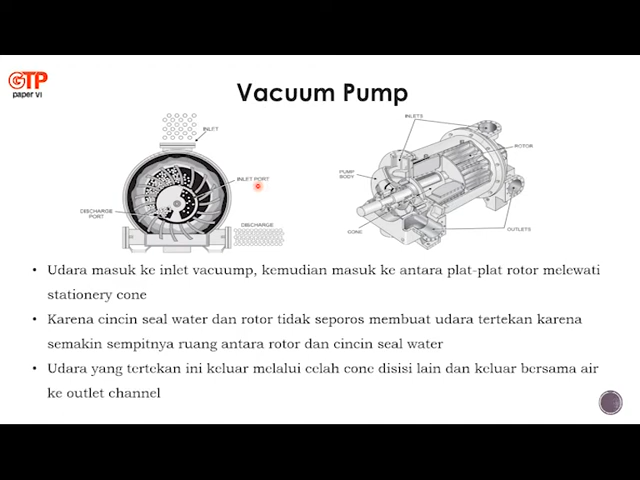 GTP
paper VI
Vacuum Pump
INLET
INLET PORT
DISCHARGE
PORT
DISCHARGE
INLETS
ROTOR
PUMP
BODY
CONE
OUTLETS
• Udara masuk ke inlet vacuump, kemudian masuk ke antara plat-plat rotor melewati
stationery cone
• Karena cincin seal water dan rotor tidak seporos membuat udara tertekan karena
semakin sempitnya ruang antara rotor dan cincin seal water
• Udara yang tertekan ini keluar melalui celah cone disisi lain dan keluar bersama air
ke outlet channel